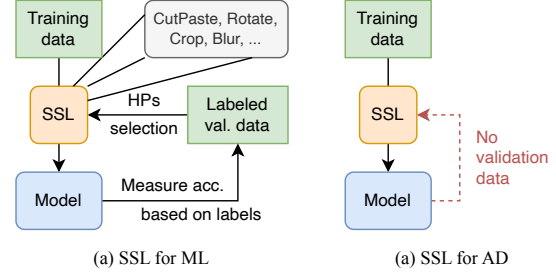 Training
data
CutPaste, Rotate,
Crop, Blur, ...
SSL
HPs
selection
Labeled
val. data
Model
Measure acc.
based on labels
(a) SSL for ML
Training
data
SSL
No
validation
data
Model
(a) SSL for AD